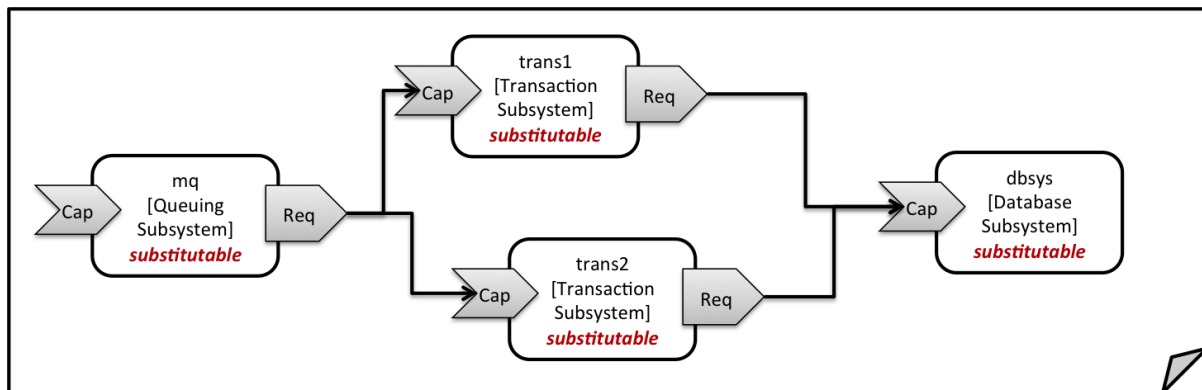 Cap
mq
[Queuing
Subsystem]
substitutable
Req
Cap
trans1
[Transaction
Subsystem]
substitutable
Req
Cap
trans2
[Transaction
Subsystem]
substitutable
Req
Cap
dbsys
[Database
Subsystem]
substitutable